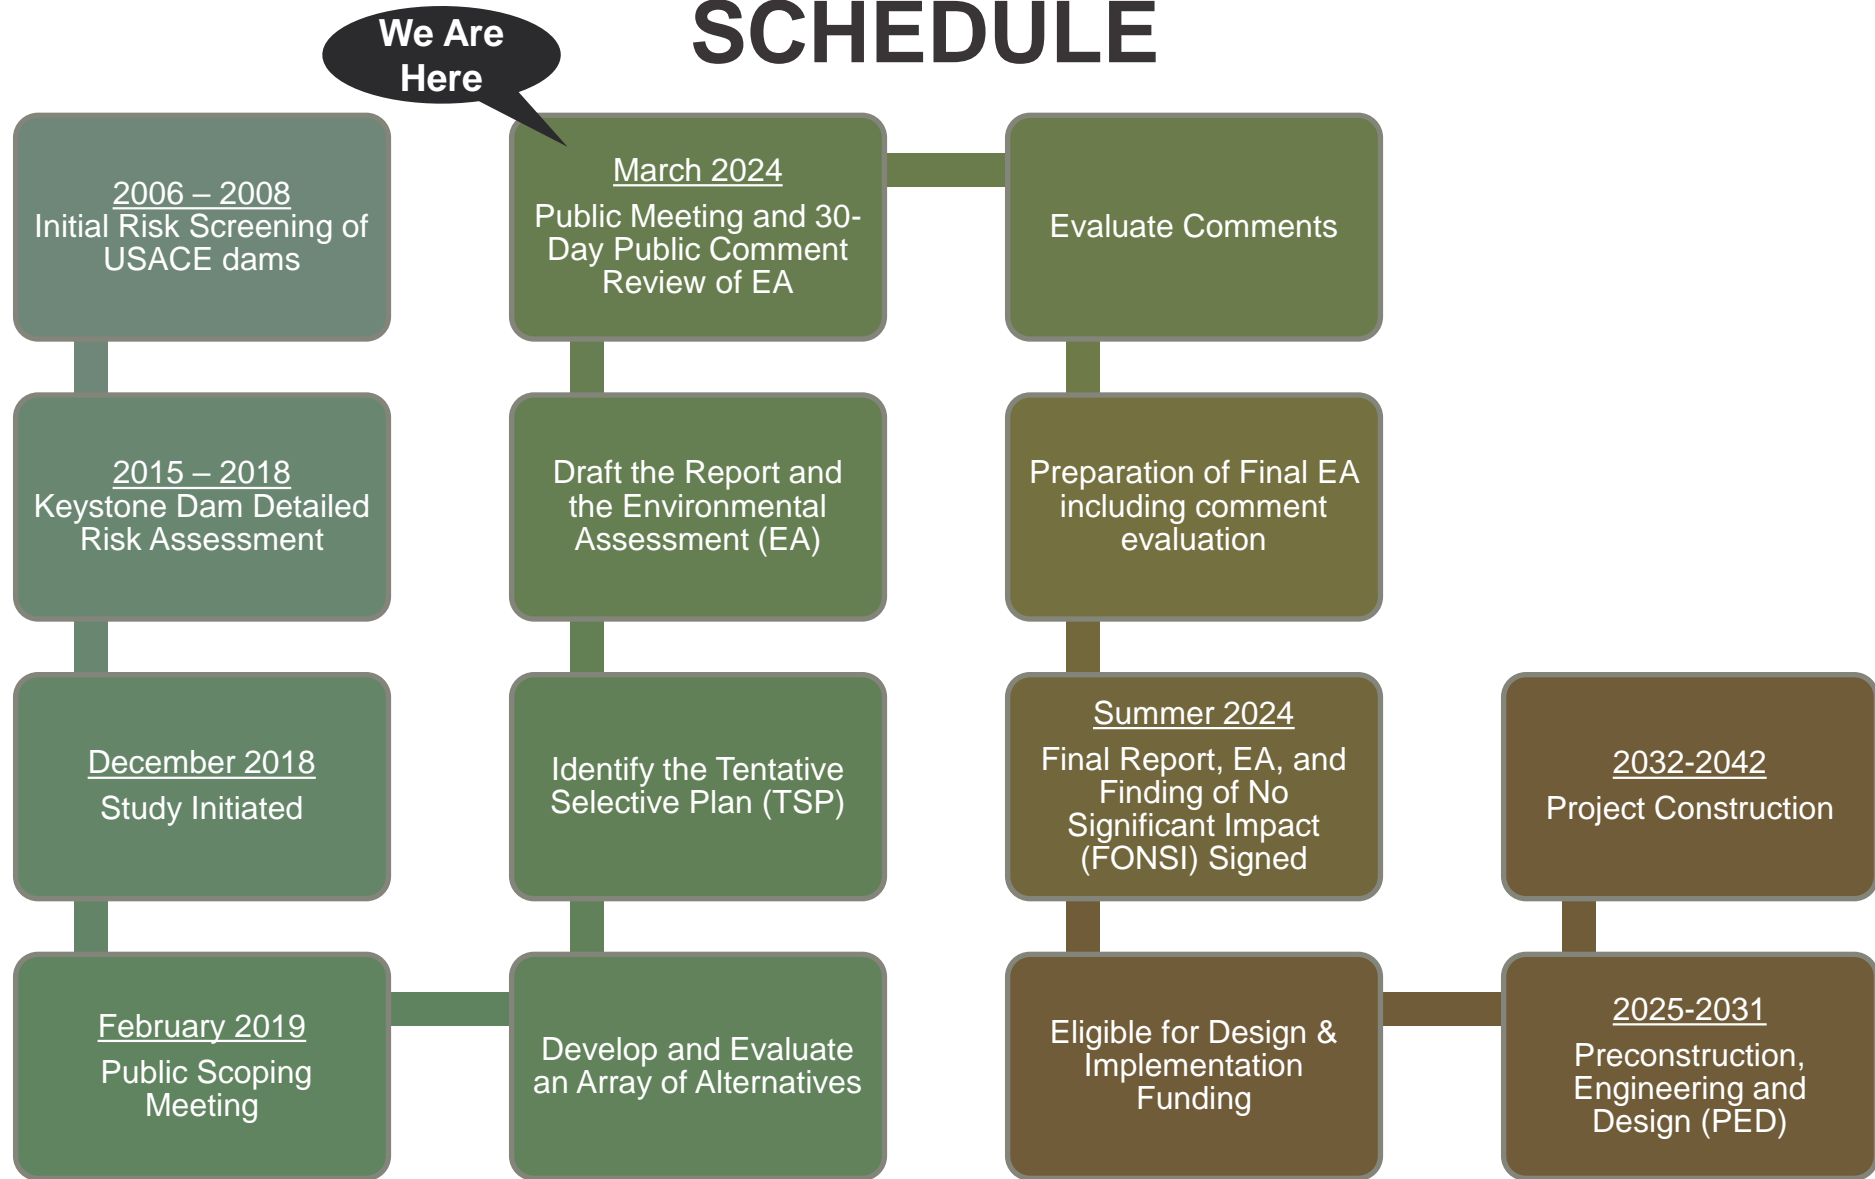 SCHEDULE
We Are
Here
2006 – 2008
Initial Risk Screening of
USACE dams
2015 – 2018
Keystone Dam Detailed
Risk Assessment
December 2018
Study Initiated
February 2019
Public Scoping
Meeting
Develop and Evaluate
an Array of Alternatives
Identify the Tentative
Selective Plan (TSP)
Draft the Report and
the Environmental
Assessment (EA)
March 2024
Public Meeting and 30-
Day Public Comment
Review of EA
Evaluate Comments
Preparation of Final EA
including comment
evaluation
Summer 2024
Final Report, EA, and
Finding of No
Significant Impact
(FONSI) Signed
Eligible for Design &
Implementation
Funding
2025-2031
Preconstruction,
Engineering and
Design (PED)
2032-2042
Project Construction